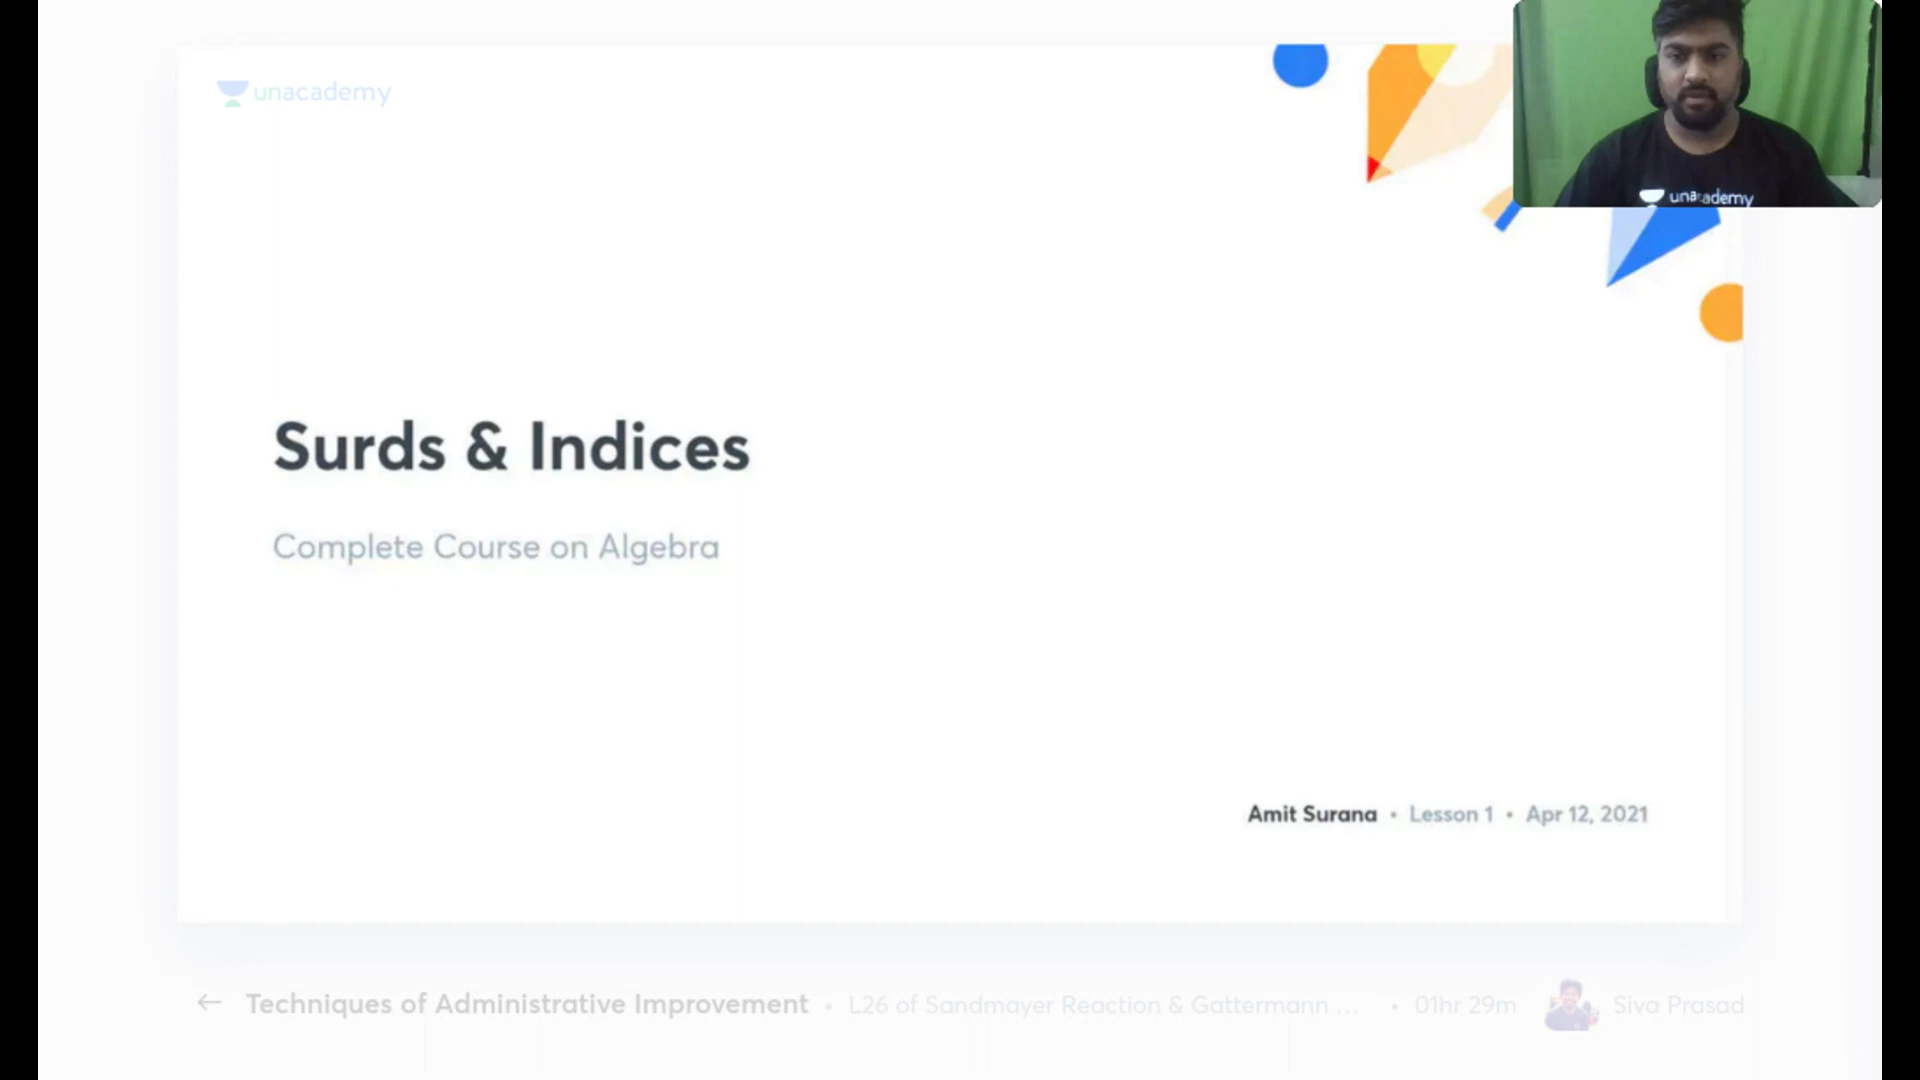 unacademy
unacademy
Surds & Indices
Complete Course on Algebra
Amit Surana • Lesson 1 • Apr 12, 2021
← Techniques of Administrative Improvement • L26 of Sandmayer Reaction & Gattermann ... • 01hr 29m Siva Prasad